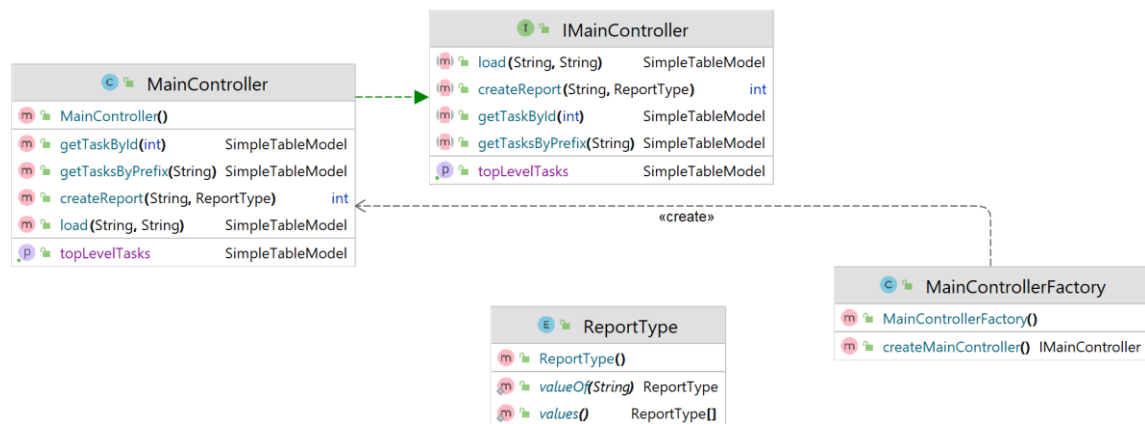 I IMainController
m load(String, String) SimpleTableModel
m createReport(String, ReportType) int
m getTaskById(int) SimpleTableModel
m getTasksByPrefix(String) SimpleTableModel
p topLevelTasks SimpleTableModel
C MainController
m MainController()
m getTaskById(int) SimpleTableModel
m getTasksByPrefix(String) SimpleTableModel
m createReport(String, ReportType) int
m load(String, String) SimpleTableModel
p topLevelTasks SimpleTableModel
«create»
C MainControllerFactory
m MainControllerFactory()
m createMainController() IMainController
E ReportType
m ReportType()
m valueOf(String) ReportType
m values() ReportType[]